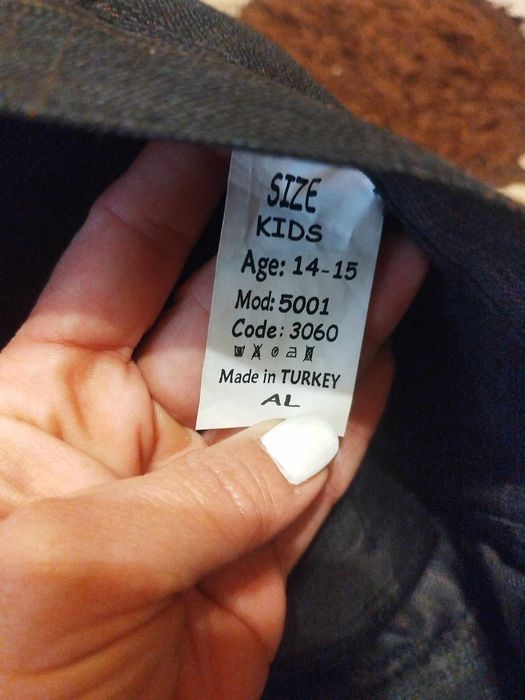 SIZE
KIDS
Age: 14-15
Mod: 5001
Code: 3060
Made in TURKEY
AL